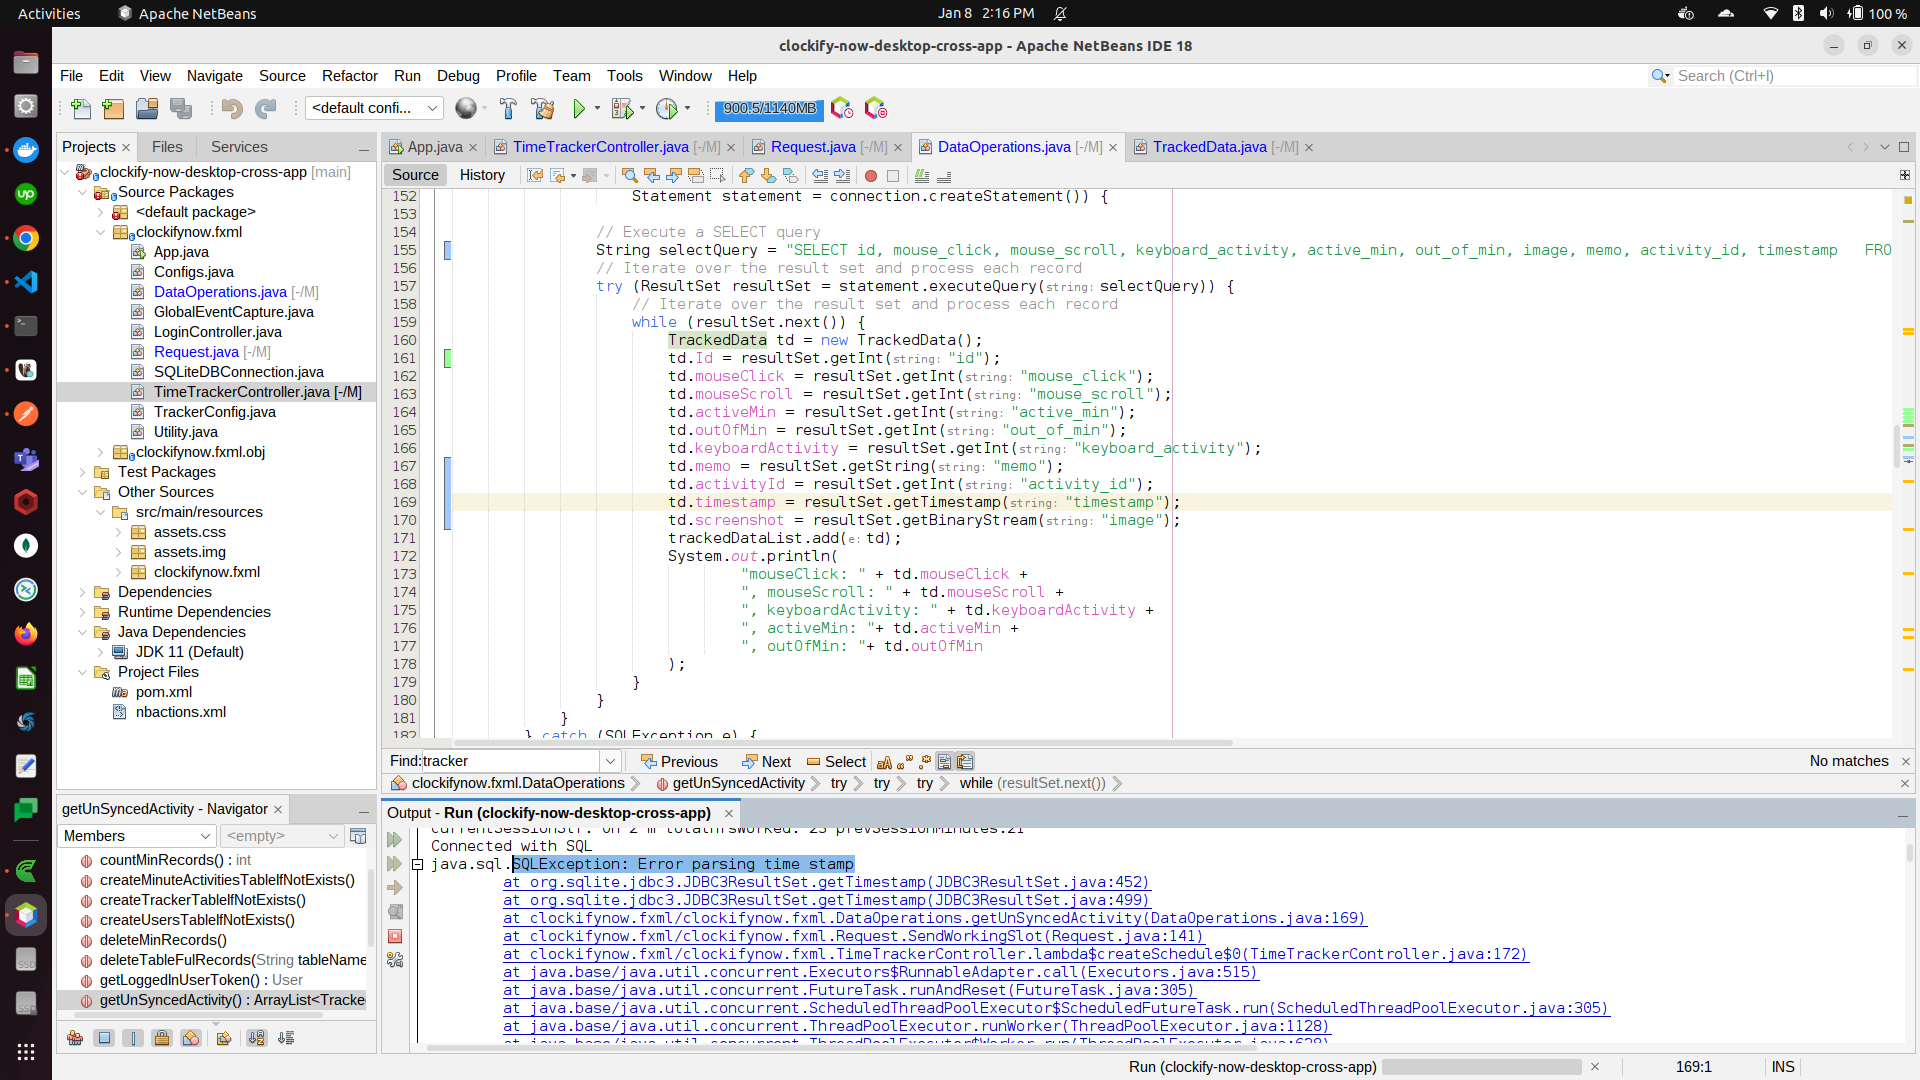 Activities
Apache NetBeans
Jan 8 2:16 PM
100 %
clockify-now-desktop-cross-app - Apache NetBeans IDE 18
File Edit View Navigate Source Refactor Run Debug Profile Team Tools Window Help
Search (Ctrl+I)
<default confi...
900.5/1140MB
Projects
Files
Services
clockify-now-desktop-cross-app [main]
Source Packages
<default package>
clockifynow.fxml
App.java
Configs.java
DataOperations.java [-/M]
GlobalEventCapture.java
LoginController.java
Request.java [-/M]
SQLiteDBConnection.java
TimeTrackerController.java [-/M]
TrackerConfig.java
Utility.java
clockifynow.fxml.obj
Test Packages
Other Sources
src/main/resources
assets.css
assets.img
clockifynow.fxml
Dependencies
Runtime Dependencies
Java Dependencies
JDK 11 (Default)
Project Files
pom.xml
nbactions.xml
App.java
TimeTrackerController.java [-/M]
Request.java [-/M]
DataOperations.java [-/M]
TrackedData.java [-/M]
Source
History
152 Statement statement = connection.createStatement()) {
153
154 // Execute a SELECT query
155 String selectQuery = "SELECT id, mouse_click, mouse_scroll, keyboard_activity, active_min, out_of_min, image, memo, activity_id, timestamp FRO
156 // Iterate over the result set and process each record
157 try (ResultSet resultSet = statement.executeQuery(string: selectQuery)) {
158 // Iterate over the result set and process each record
159 while (resultSet.next()) {
160 TrackedData td = new TrackedData();
161 td.Id = resultSet.getInt(string: "id");
162 td.mouseClick = resultSet.getInt(string: "mouse_click");
163 td.mouseScroll = resultSet.getInt(string: "mouse_scroll");
164 td.activeMin = resultSet.getInt(string: "active_min");
165 td.outOfMin = resultSet.getInt(string: "out_of_min");
166 td.keyboardActivity = resultSet.getInt(string: "keyboard_activity");
167 td.memo = resultSet.getString(string: "memo");
168 td.activityId = resultSet.getInt(string: "activity_id");
169 td.timestamp = resultSet.getTimestamp(string: "timestamp");
170 td.screenshot = resultSet.getBinaryStream(string: "image");
171 trackedDataList.add(e: td);
172 System.out.println(
173 "mouseClick: " + td.mouseClick +
174 ", mouseScroll: " + td.mouseScroll +
175 ", keyboardActivity: " + td.keyboardActivity +
176 ", activeMin: "+ td.activeMin +
177 ", outOfMin: "+ td.outOfMin
178 );
179 }
180 }
181 }
182 } catch (SQLException e) {
Find: tracker
Previous
Next
Select
No matches
clockifynow.fxml.DataOperations
getUnSyncedActivity
try
try
try
while (resultSet.next())
getUnSyncedActivity - Navigator
Members
<empty>
countMinRecords() : int
createMinuteActivitiesTableIfNotExists()
createTrackerTableIfNotExists()
createUsersTableIfNotExists()
deleteMinRecords()
deleteTableFulRecords(String tableName
getLoggedInUserToken() : User
getUnSyncedActivity() : ArrayList<Tracke
Output - Run (clockify-now-desktop-cross-app)
Connected with SQL
java.sql.SQLException: Error parsing time stamp
at org.sqlite.jdbc3.JDBC3ResultSet.getTimestamp(JDBC3ResultSet.java:452)
at org.sqlite.jdbc3.JDBC3ResultSet.getTimestamp(JDBC3ResultSet.java:499)
at clockifynow.fxml/clockifynow.fxml.DataOperations.getUnSyncedActivity(DataOperations.java:169)
at clockifynow.fxml/clockifynow.fxml.Request.SendWorkingSlot(Request.java:141)
at clockifynow.fxml/clockifynow.fxml.TimeTrackerController.lambda$createSchedule$0(TimeTrackerController.java:172)
at java.base/java.util.concurrent.Executors$RunnableAdapter.call(Executors.java:515)
at java.base/java.util.concurrent.FutureTask.runAndReset(FutureTask.java:305)
at java.base/java.util.concurrent.ScheduledThreadPoolExecutor$ScheduledFutureTask.run(ScheduledThreadPoolExecutor.java:305)
at java.base/java.util.concurrent.ThreadPoolExecutor.runWorker(ThreadPoolExecutor.java:1128)
at java.base/java.util.concurrent.ThreadPoolExecutor$Worker.run(ThreadPoolExecutor.java:628)
Run (clockify-now-desktop-cross-app)
169:1
INS